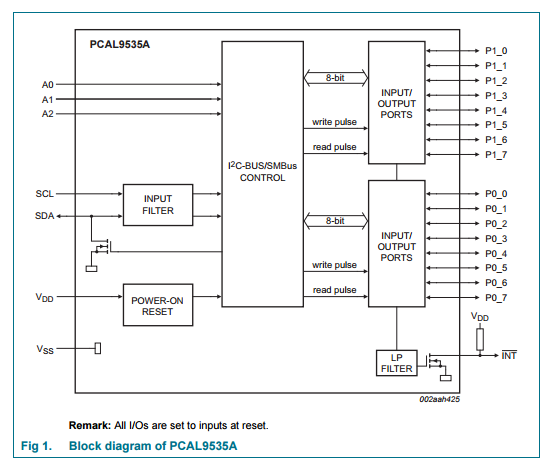 PCAL9535A
A0
A1
A2
SCL
SDA
VDD
VSS
INPUT
FILTER
POWER-ON
RESET
I²C-BUS/SMBus
CONTROL
8-bit
write pulse
read pulse
INPUT/
OUTPUT
PORTS
P1_0
P1_1
P1_2
P1_3
P1_4
P1_5
P1_6
P1_7
8-bit
write pulse
read pulse
INPUT/
OUTPUT
PORTS
P0_0
P0_1
P0_2
P0_3
P0_4
P0_5
P0_6
P0_7
VDD
INT
LP
FILTER
002aah425
Remark: All I/Os are set to inputs at reset.
Fig 1. Block diagram of PCAL9535A